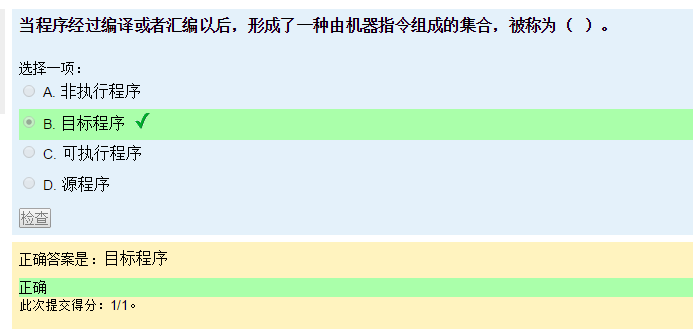 当程序经过编译或者汇编以后，形成了一种由机器指令组成的集合，被称为（ ）。
选择一项：
A. 非执行程序
B. 目标程序
C. 可执行程序
D. 源程序
检查
正确答案是：目标程序
正确
此次提交得分：1/1。